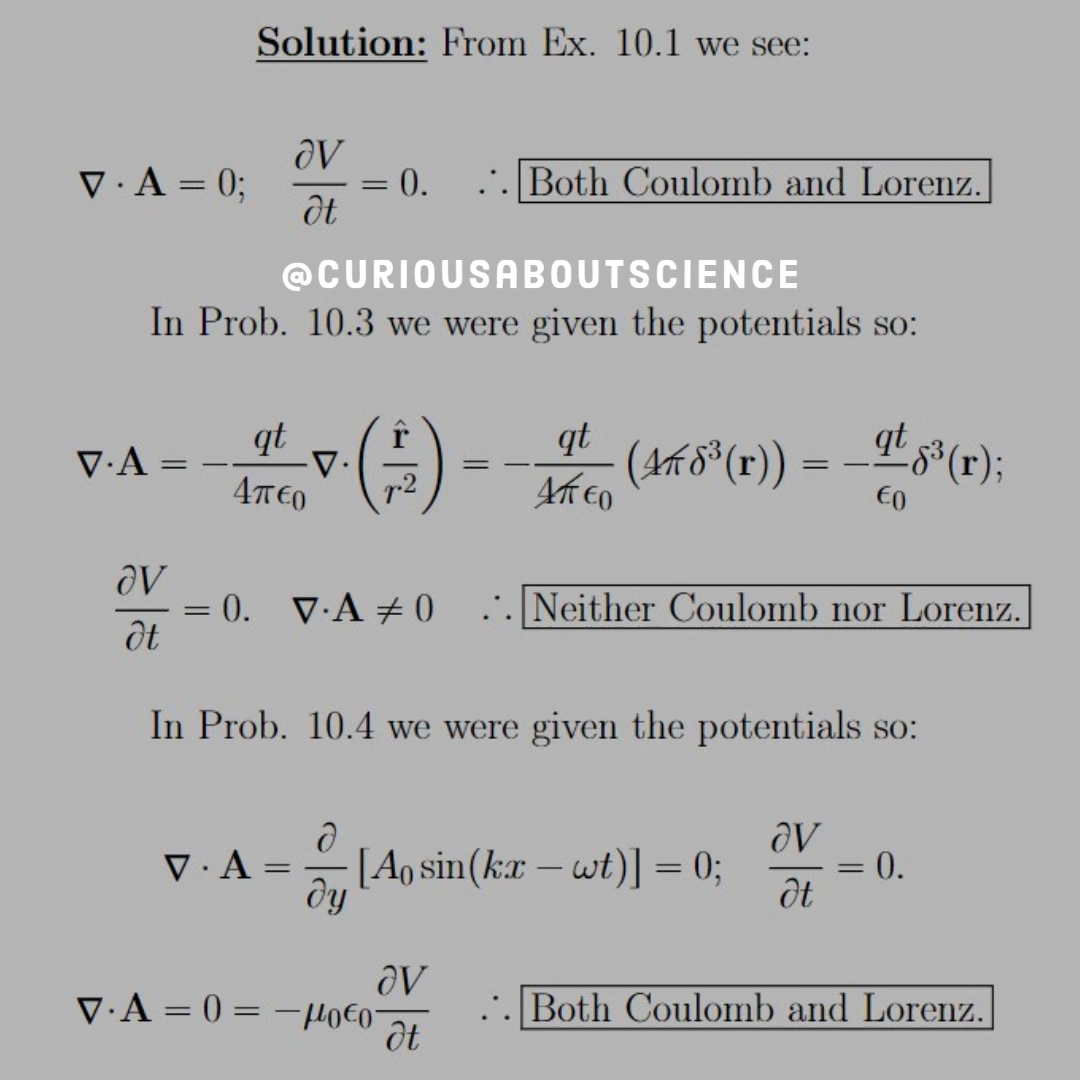 Solution: From Ex. 10.1 we see:
∇ · A = 0; ∂V/∂t = 0. ∴ Both Coulomb and Lorenz.
@CURIOUSABOUTSCIENCE
In Prob. 10.3 we were given the potentials so:
∇·A = −qt/4πϵ₀ ∇·(r̂/r²) = −qt/4πϵ₀ (4πδ³(r)) = −qt/ϵ₀ δ³(r);
∂V/∂t = 0. ∇·A ≠ 0 ∴ Neither Coulomb nor Lorenz.
In Prob. 10.4 we were given the potentials so:
∇ · A = ∂/∂y [A₀ sin(kx − ωt)] = 0; ∂V/∂t = 0.
∇·A = 0 = −μ₀ϵ₀ ∂V/∂t ∴ Both Coulomb and Lorenz.